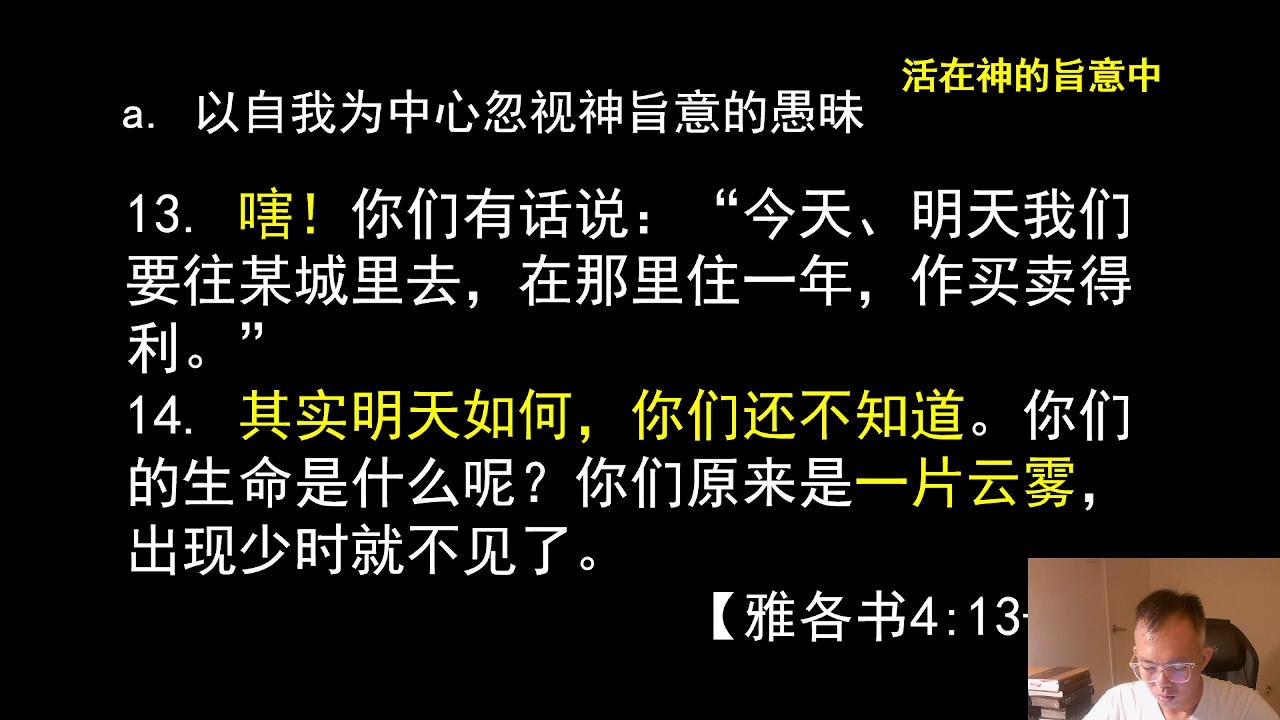 活在神的旨意中
a. 以自我为中心忽视神旨意的愚昧
13. 嗐！你们有话说：“今天、明天我们
要往某城里去，在那里住一年，作买卖得
利。”
14. 其实明天如何，你们还不知道。你们
的生命是什么呢？你们原来是一片云雾，
出现少时就不见了。
【雅各书4:13-